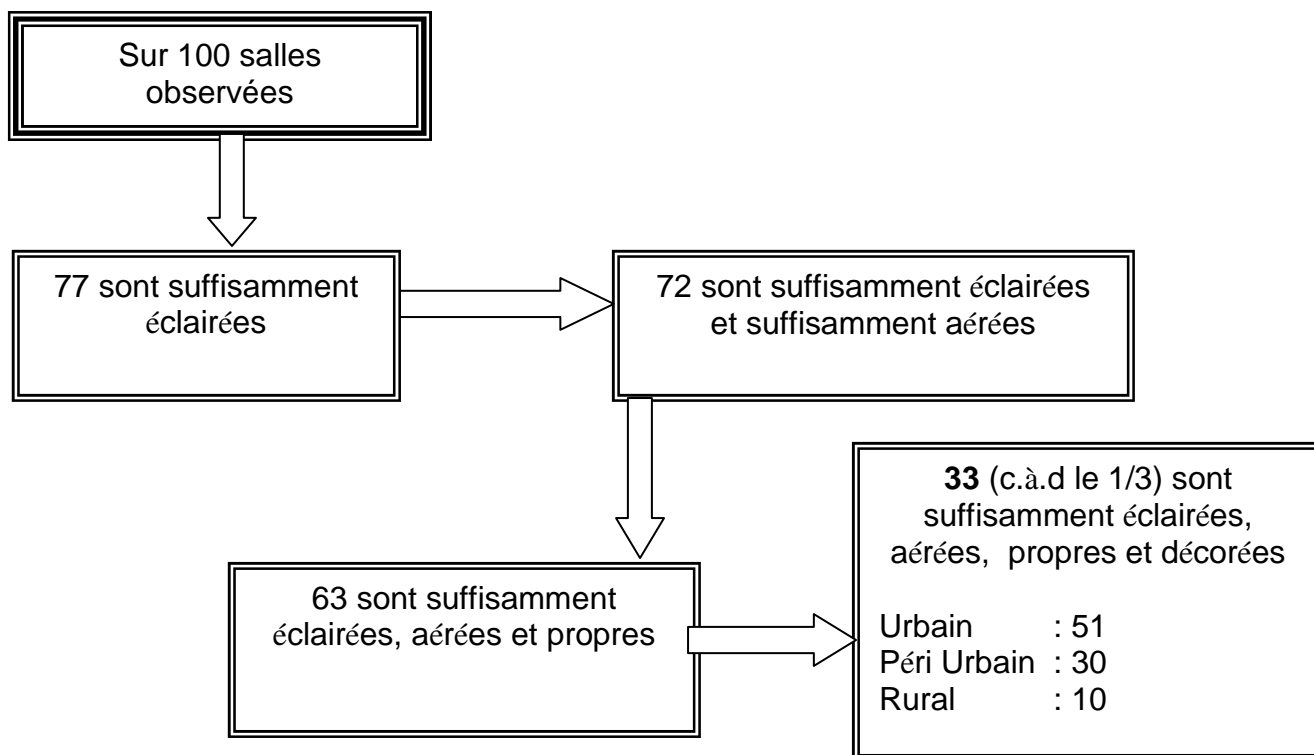 Sur 100 salles
observées
77 sont suffisamment
éclairées
72 sont suffisamment éclairées
et suffisamment aérées
63 sont suffisamment
éclairées, aérées et propres
33 (c.à.d le 1/3) sont
suffisamment éclairées,
aérées, propres et décorées
Urbain : 51
Péri Urbain : 30
Rural : 10